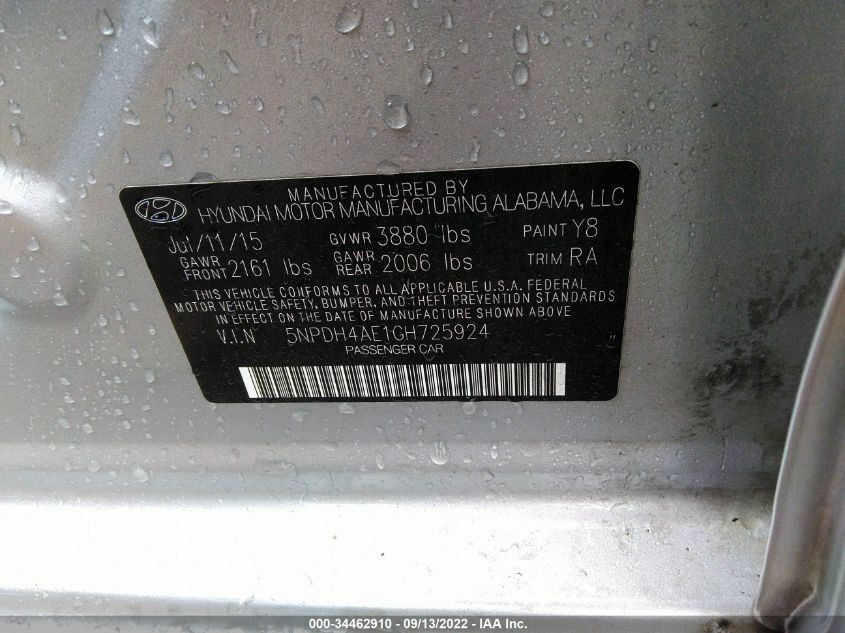 MANUFACTURED BY
HYUNDAI MOTOR MANUFACTURING ALABAMA, LLC
Jul/11/15 GVWR 3880 lbs PAINT Y8
GAWR FRONT 2161 lbs GAWR REAR 2006 lbs TRIM RA
THIS VEHICLE CONFORMS TO ALL APPLICABLE U.S.A. FEDERAL
MOTOR VEHICLE SAFETY, BUMPER, AND THEFT PREVENTION STANDARDS
IN EFFECT ON THE DATE OF MANUFACTURE SHOWN ABOVE
V.I.N 5NPDH4AE1GH725924
PASSENGER CAR
000-34462910 - 09/13/2022 - IAA Inc.